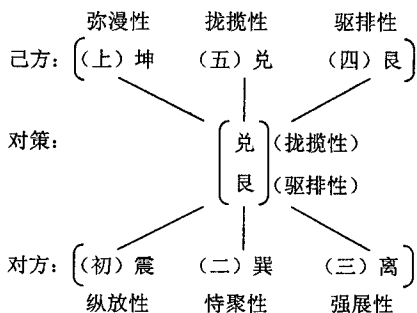 弥漫性 拢揽性 驱排性
己方：（上）坤 （五）兑 （四）艮
对策： 兑（拢揽性）
艮（驱排性）
对方：（初）震 （二）巽 （三）离
纵放性 恃聚性 强展性